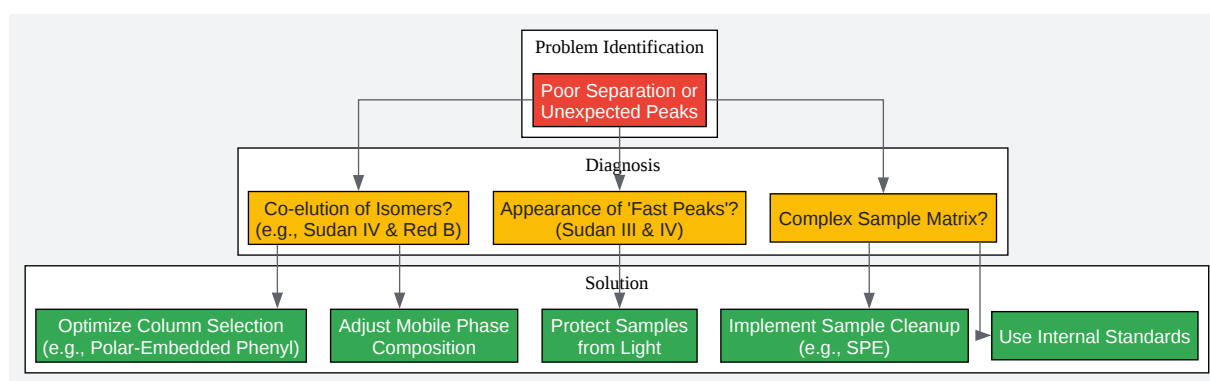 Problem Identification
Poor Separation or
Unexpected Peaks
Diagnosis
Co-elution of Isomers?
(e.g., Sudan IV & Red B)
Appearance of 'Fast Peaks'?
(Sudan III & IV)
Complex Sample Matrix?
Solution
Optimize Column Selection
(e.g., Polar-Embedded Phenyl)
Adjust Mobile Phase
Composition
Protect Samples
from Light
Implement Sample Cleanup
(e.g., SPE)
Use Internal Standards